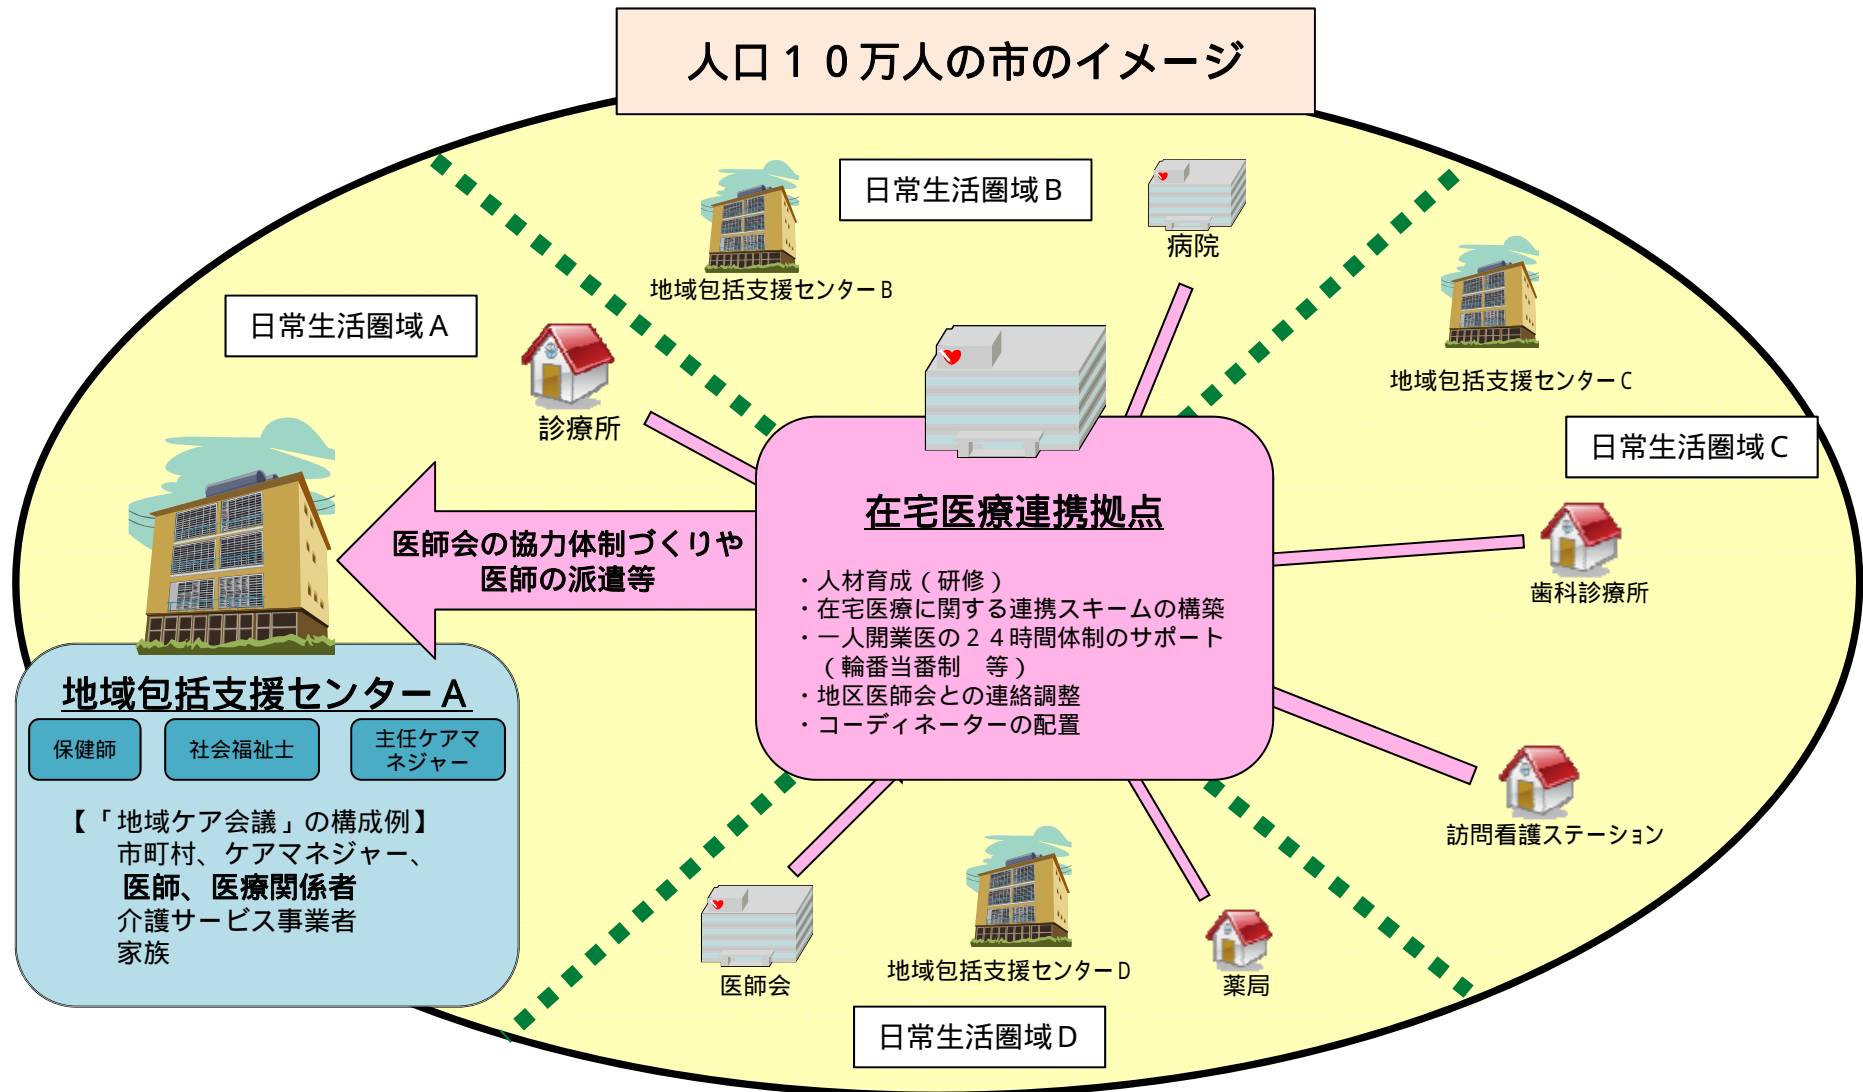 人口１０万人の市のイメージ
日常生活圏域Ｂ
病院
地域包括支援センターＢ
日常生活圏域Ａ
診療所
地域包括支援センターＣ
日常生活圏域Ｃ
医師会の協力体制づくりや
医師の派遣等
在宅医療連携拠点
・人材育成（研修）
・在宅医療に関する連携スキームの構築
・一人開業医の２４時間体制のサポート
（輪番当番制　等）
・地区医師会との連絡調整
・コーディネーターの配置
歯科診療所
訪問看護ステーション
地域包括支援センターＡ
保健師
社会福祉士
主任ケアマ
ネジャー
【「地域ケア会議」の構成例】
市町村、ケアマネジャー、
医師、医療関係者
介護サービス事業者
家族
医師会
地域包括支援センターＤ
薬局
日常生活圏域Ｄ